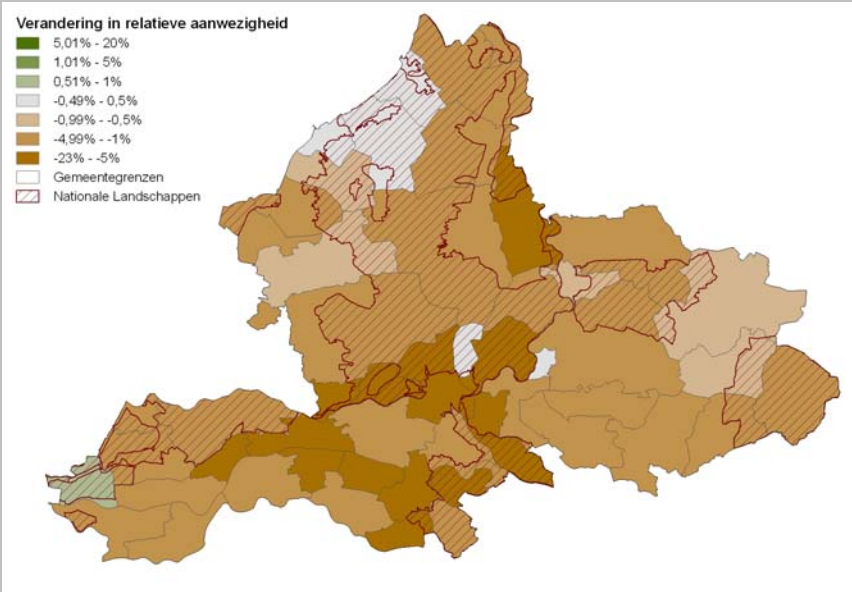 Verandering in relatieve aanwezigheid
5,01% - 20%
1,01% - 5%
0,51% - 1%
-0,49% - 0,5%
-0,99% - -0,5%
-4,99% - -1%
-23% - -5%
Gemeentegrenzen
Nationale Landschappen